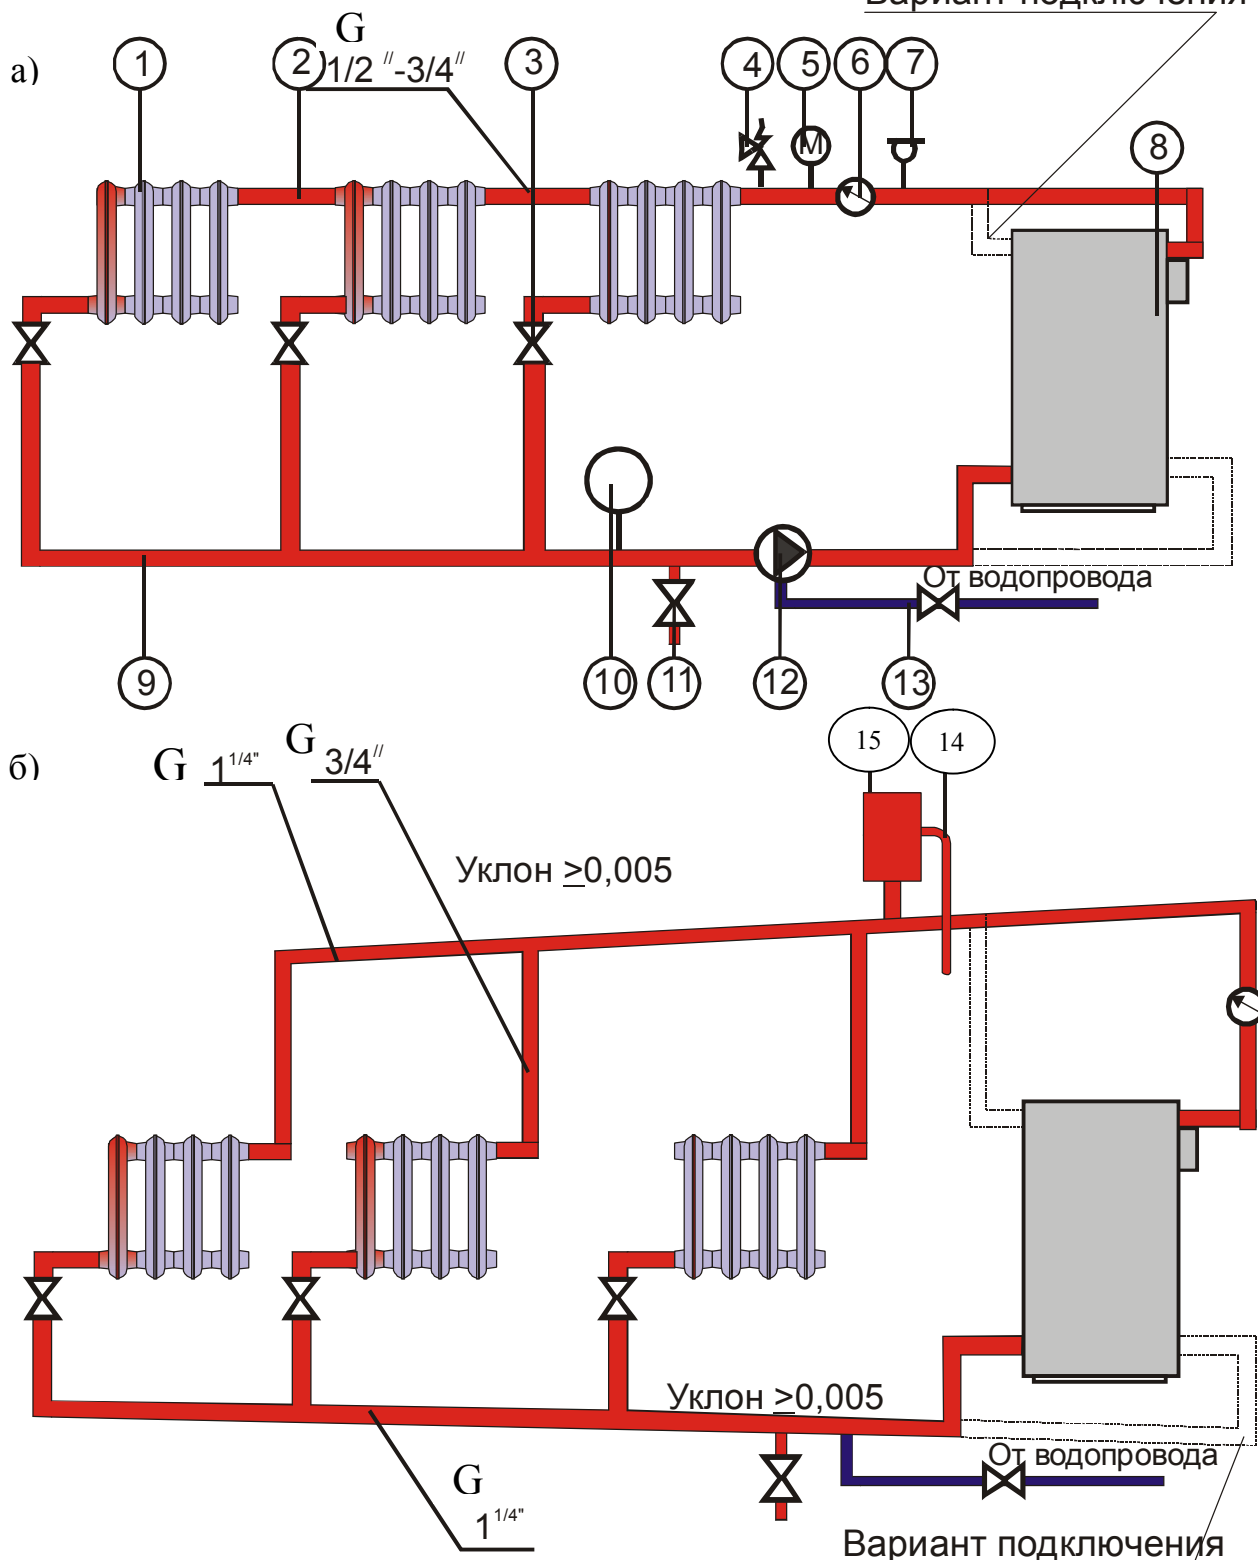 Вариант подключения
а)
1
2
G
1/2 "-3/4"
3
4
5
6
7
M
8
От водопровода
9
10
11
12
13
15
14
б)
G 1 1/4"
G 3/4"
Уклон ≥0,005
Уклон ≥0,005
От водопровода
G
1 1/4"
Вариант подключения